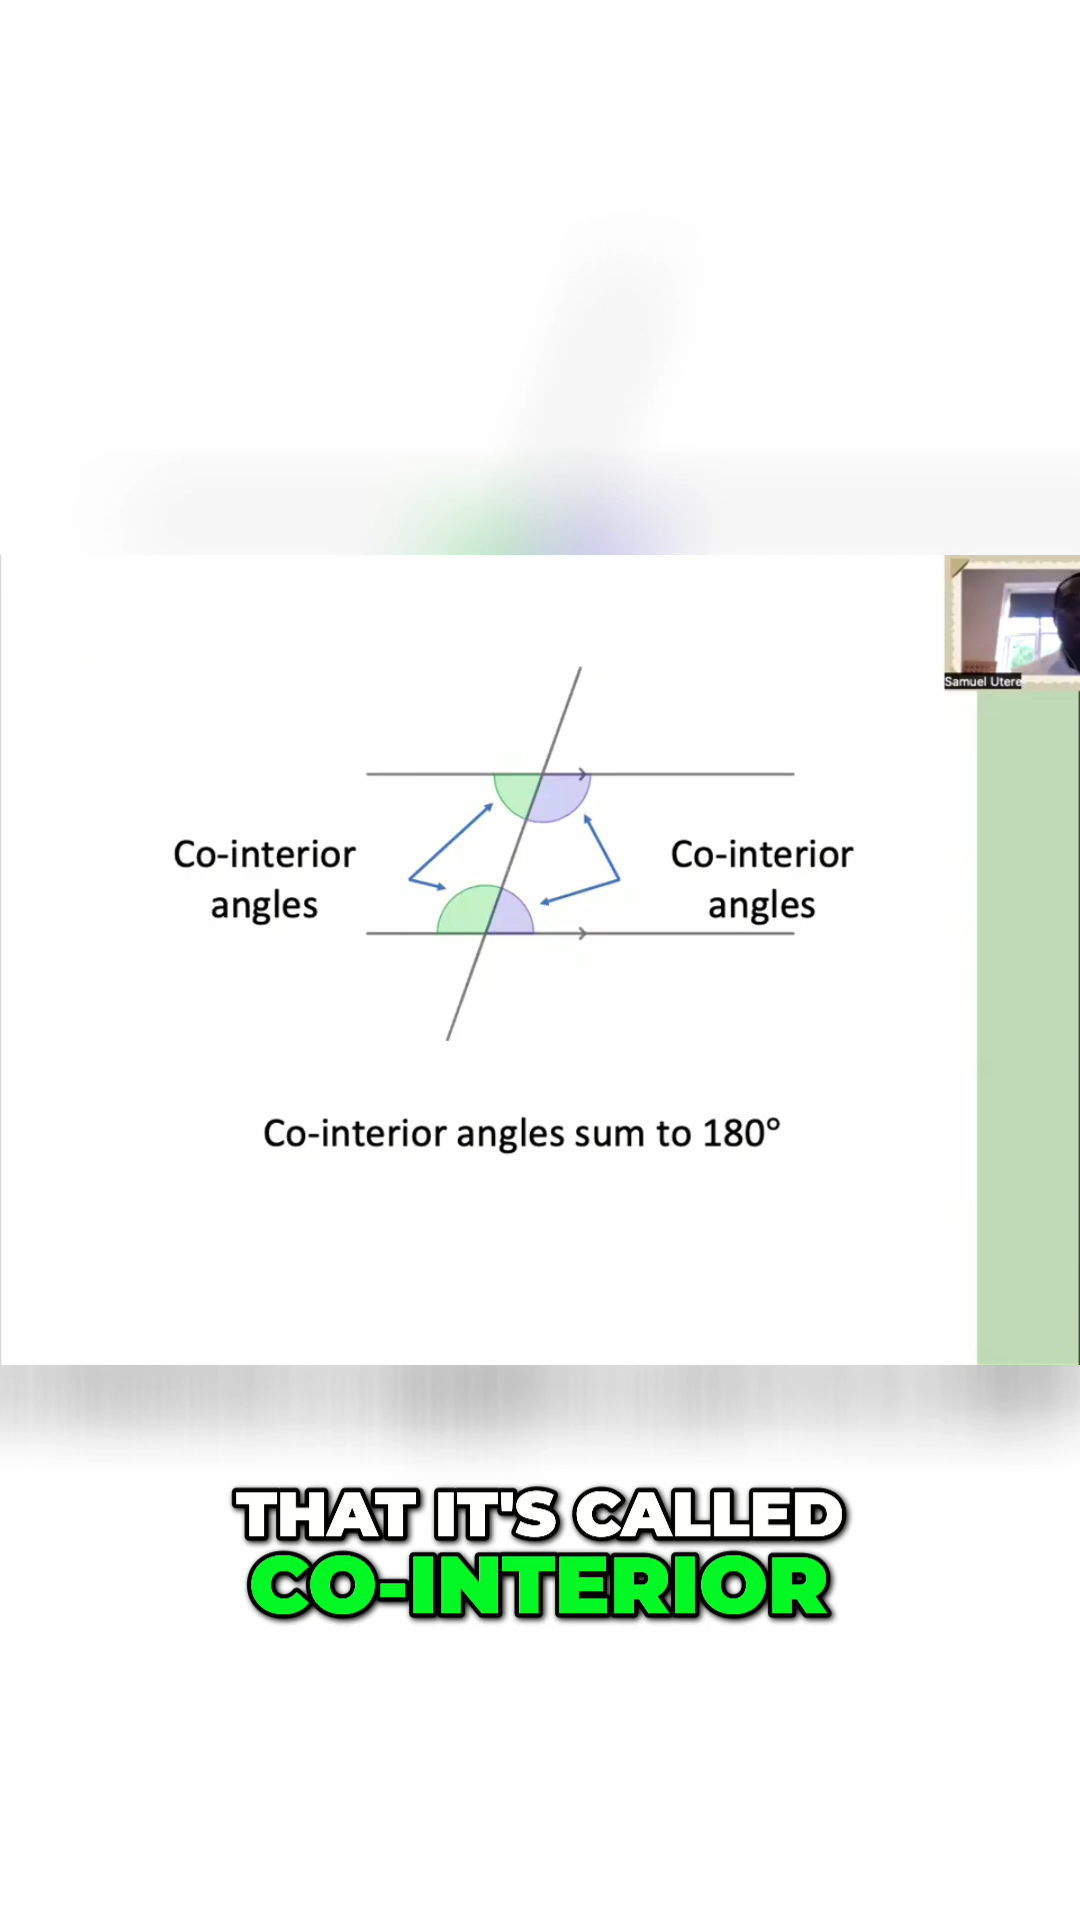 Samuel Utere
Co-interior
angles
Co-interior
angles
Co-interior angles sum to 180°
THAT IT'S CALLED
CO-INTERIOR